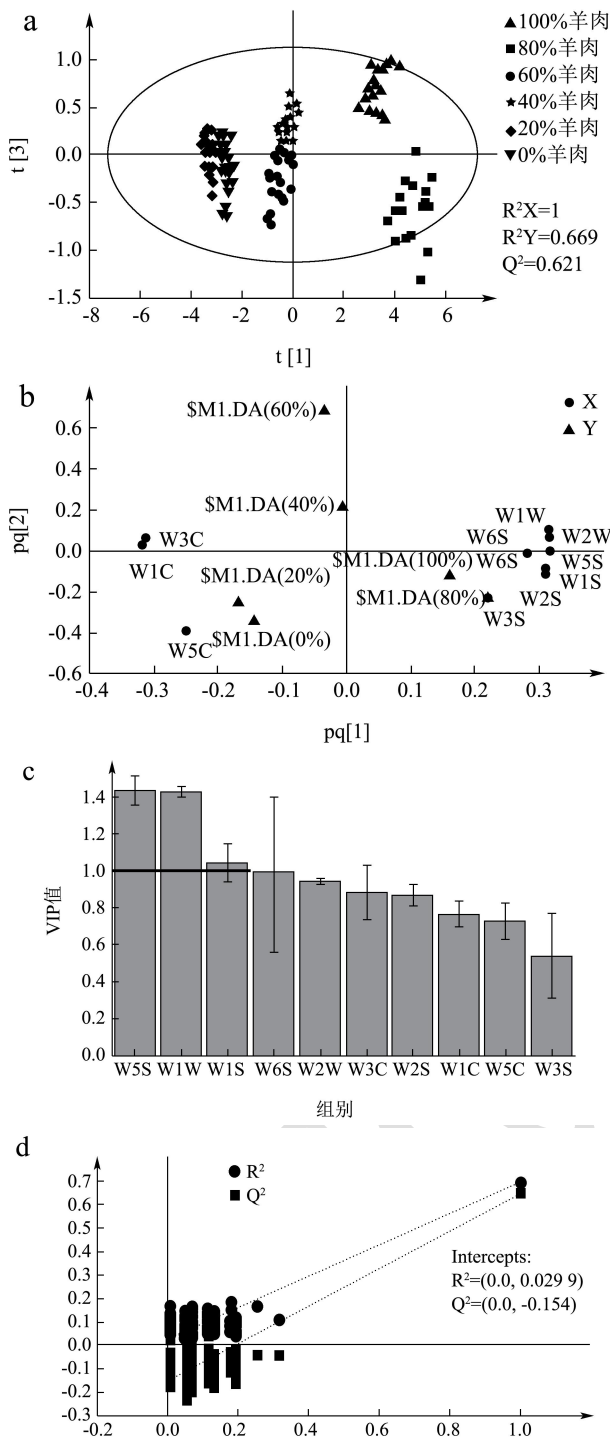 a
▲100%羊肉
■80%羊肉
●60%羊肉
★40%羊肉
◆20%羊肉
▼0%羊肉
R²X=1
R²Y=0.669
Q²=0.621
t [3]
1.0
0.5
0.0
-0.5
-1.0
-1.5
-8 -6 -4 -2 0 2 4 6
t [1]
b
● X
▲ Y
pq[2]
0.6
0.4
0.2
0.0
-0.2
-0.4
-0.6
$M1.DA(60%)
$M1.DA(40%)
W1W
W3C
W6S
W2W
W1C
$M1.DA(100%)
W6S
W5S
$M1.DA(20%)
W1S
$M1.DA(80%)
W2S
W3S
$M1.DA(0%)
W5C
-0.4 -0.3 -0.2 -0.1 0.0 0.1 0.2 0.3
pq[1]
c
VIP值
1.4
1.2
1.0
0.8
0.6
0.4
0.2
0.0
W5S W1W W1S W6S W2W W3C W2S W1C W5C W3S
组别
d
● R²
■ Q²
0.7
0.6
0.5
0.4
0.3
0.2
0.1
0.0
-0.1
-0.2
-0.3
Intercepts:
R²=(0.0, 0.029 9)
Q²=(0.0, -0.154)
-0.2 0.0 0.2 0.4 0.6 0.8 1.0